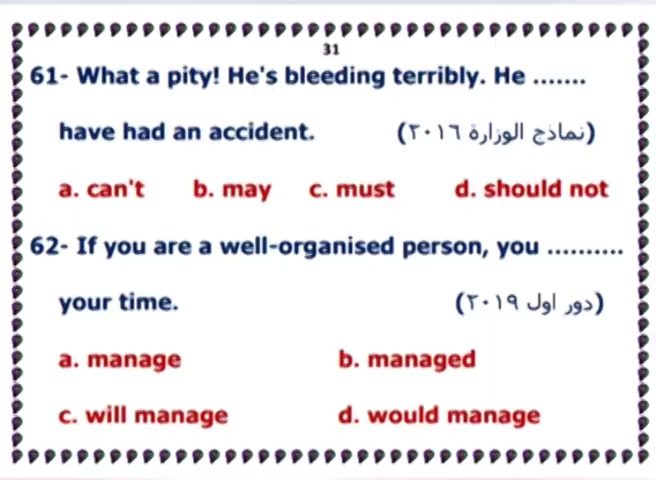 31
61- What a pity! He's bleeding terribly. He .......
have had an accident. (نماذج الوزارة ٢٠١٦)
a. can't b. may c. must d. should not
62- If you are a well-organised person, you ..........
your time. (دور اول ٢٠١٩)
a. manage b. managed
c. will manage d. would manage